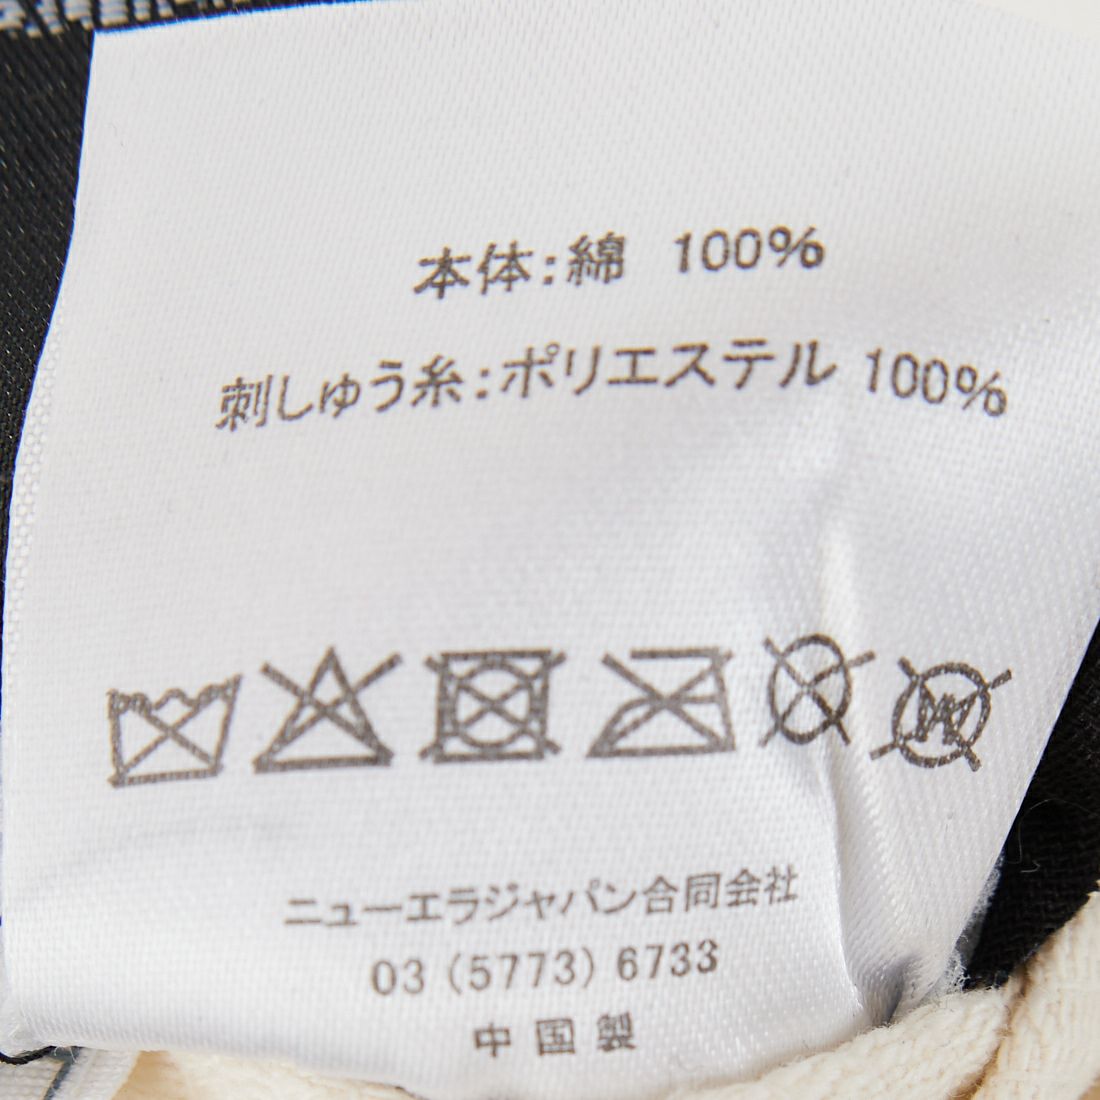 本体:綿 100%
刺しゅう糸:ポリエステル 100%
ニューエラジャパン合同会社
03 (5773) 6733
中国製